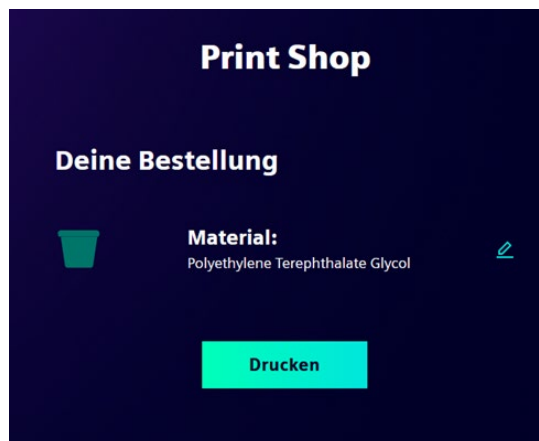 Print Shop
Deine Bestellung
Material:
Polyethylene Terephthalate Glycol
Drucken